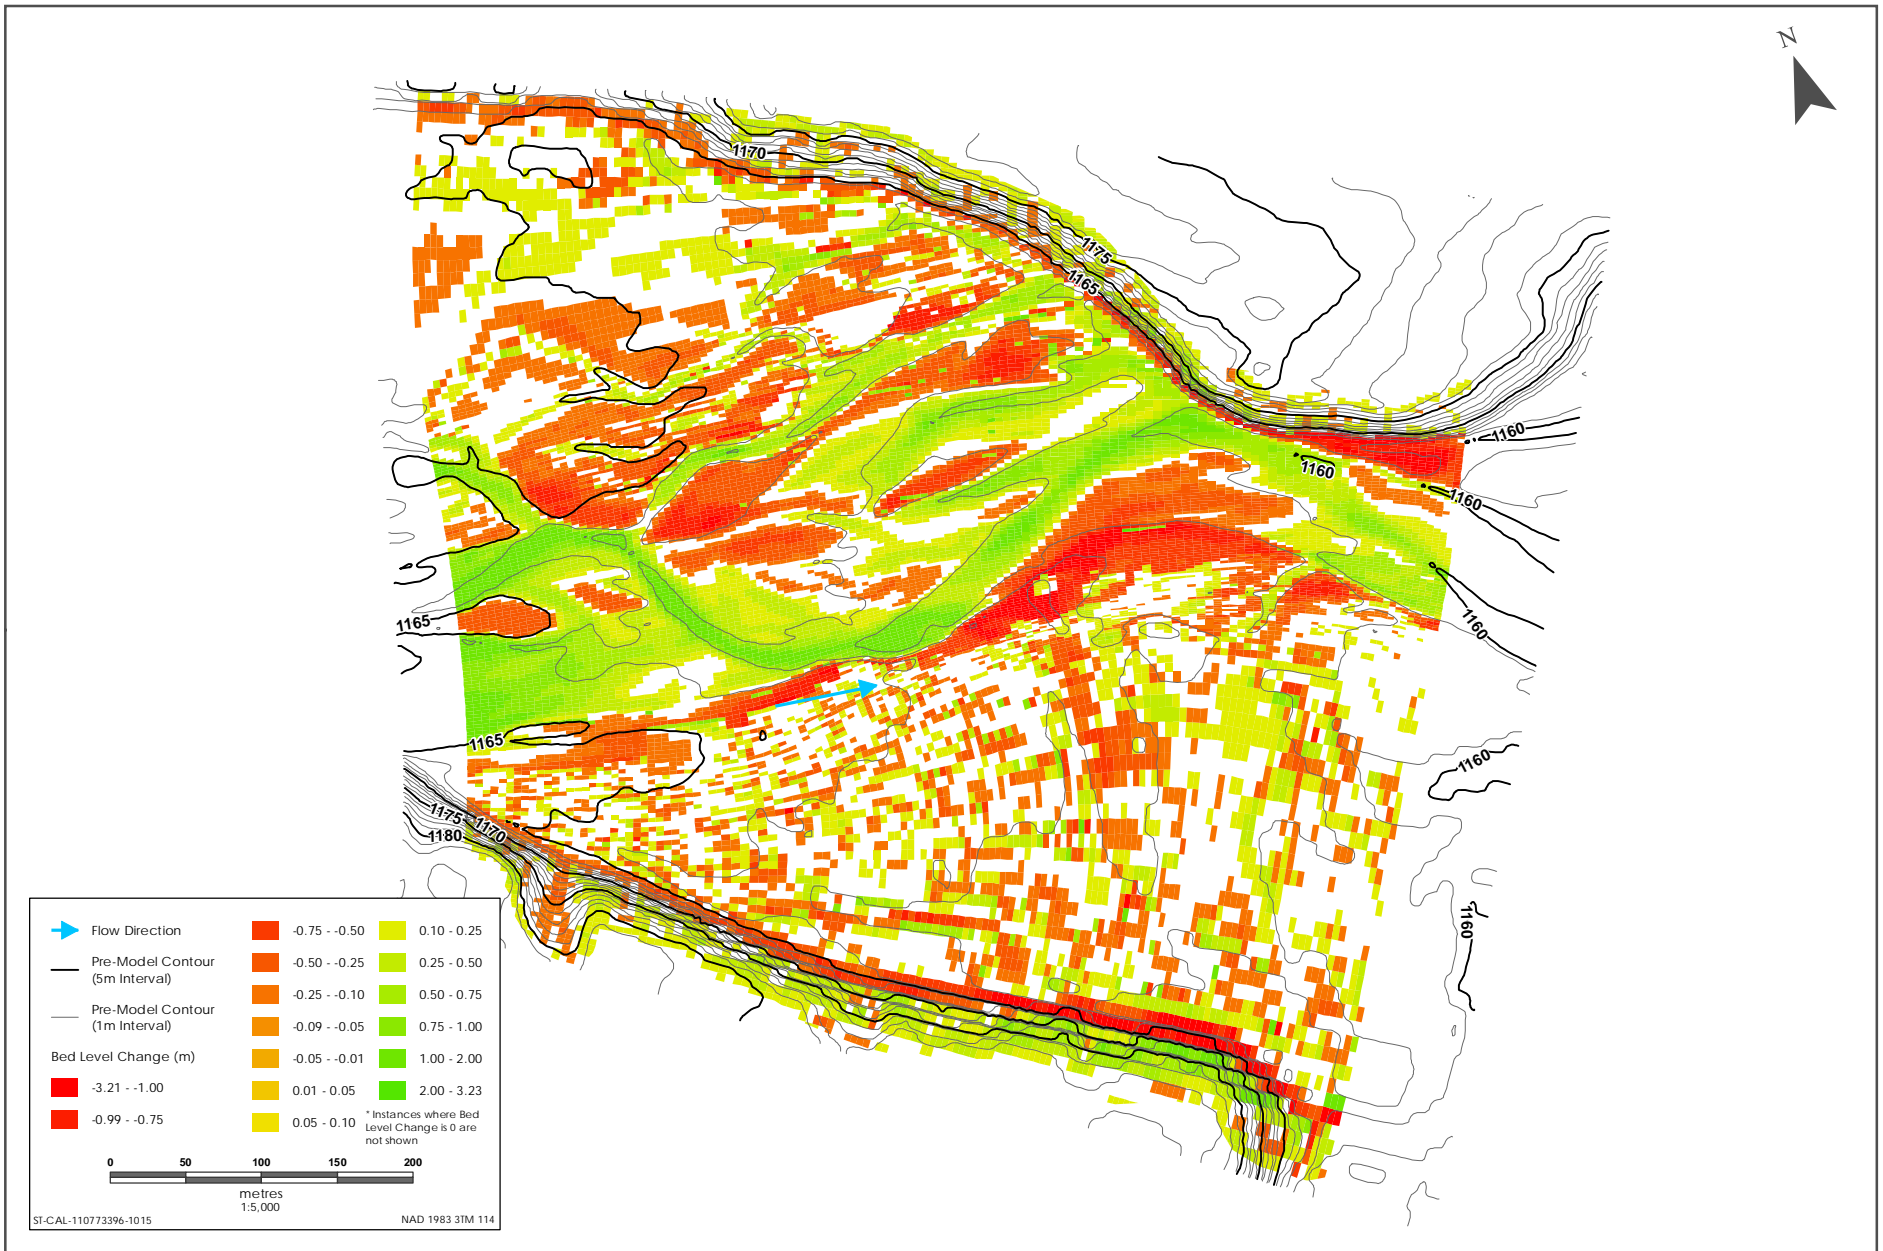 N
1170
1175
1165
1160
1160
1160
1160
1165
1165
1160
1175
1170
1180
1160
Flow Direction
Pre-Model Contour
(5m Interval)
Pre-Model Contour
(1m Interval)
Bed Level Change (m)
-3.21 - -1.00
-0.99 - -0.75
-0.75 - -0.50
-0.50 - -0.25
-0.25 - -0.10
-0.09 - -0.05
-0.05 - -0.01
0.01 - 0.05
0.05 - 0.10
0.10 - 0.25
0.25 - 0.50
0.50 - 0.75
0.75 - 1.00
1.00 - 2.00
2.00 - 3.23
* Instances where Bed
Level Change is 0 are
not shown
0 50 100 150 200
metres
1:5,000
ST-CAL-110773396-1015
NAD 1983 3TM 114